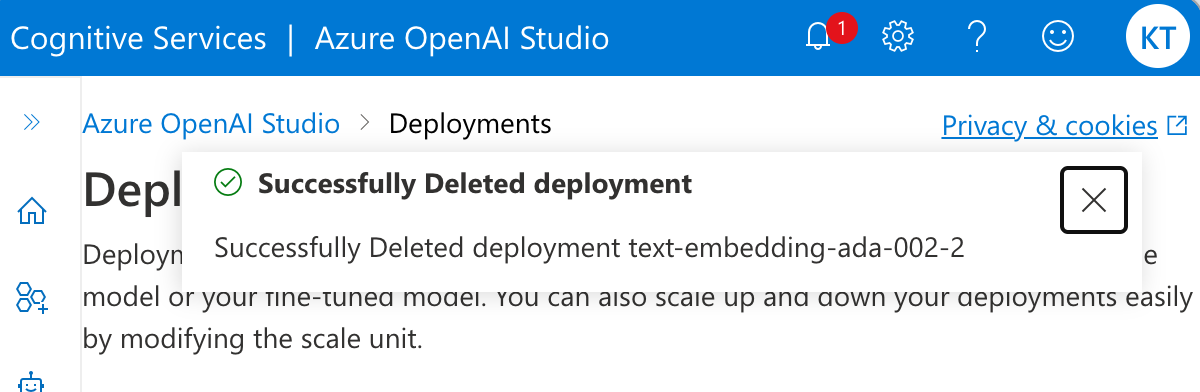 Cognitive Services | Azure OpenAI Studio
1
KT
Azure OpenAI Studio > Deployments
Privacy & cookies
Depl
Successfully Deleted deployment
Successfully Deleted deployment text-embedding-ada-002-2
Deployn
e
model or your fine-tuned model. You can also scale up and down your deployments easily
by modifying the scale unit.